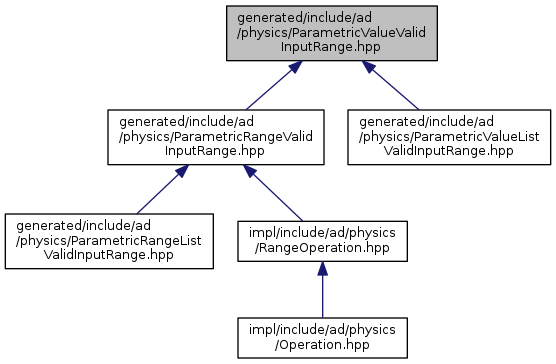 generated/include/ad
/physics/ParametricValueValid
InputRange.hpp
generated/include/ad
/physics/ParametricRangeValid
InputRange.hpp
generated/include/ad
/physics/ParametricValueList
ValidInputRange.hpp
generated/include/ad
/physics/ParametricRangeList
ValidInputRange.hpp
impl/include/ad/physics
/RangeOperation.hpp
impl/include/ad/physics
/Operation.hpp